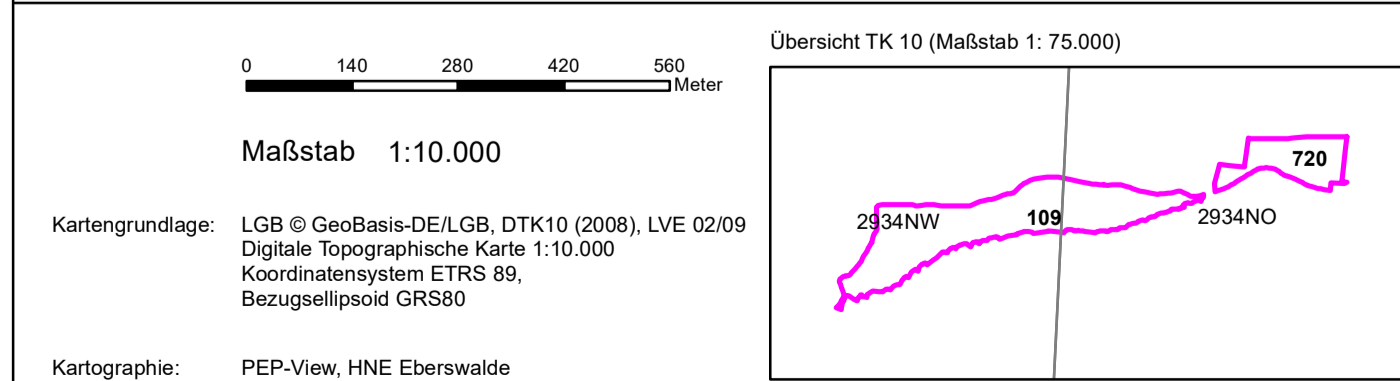 0 140 280 420 560
Meter
Maßstab 1:10.000
Kartengrundlage: LGB © GeoBasis-DE/LGB, DTK10 (2008), LVE 02/09
Digitale Topographische Karte 1:10.000
Koordinatensystem ETRS 89,
Bezugsellipsoid GRS80
Kartographie: PEP-View, HNE Eberswalde
Übersicht TK 10 (Maßstab 1: 75.000)
720
2934NW 109 2934NO